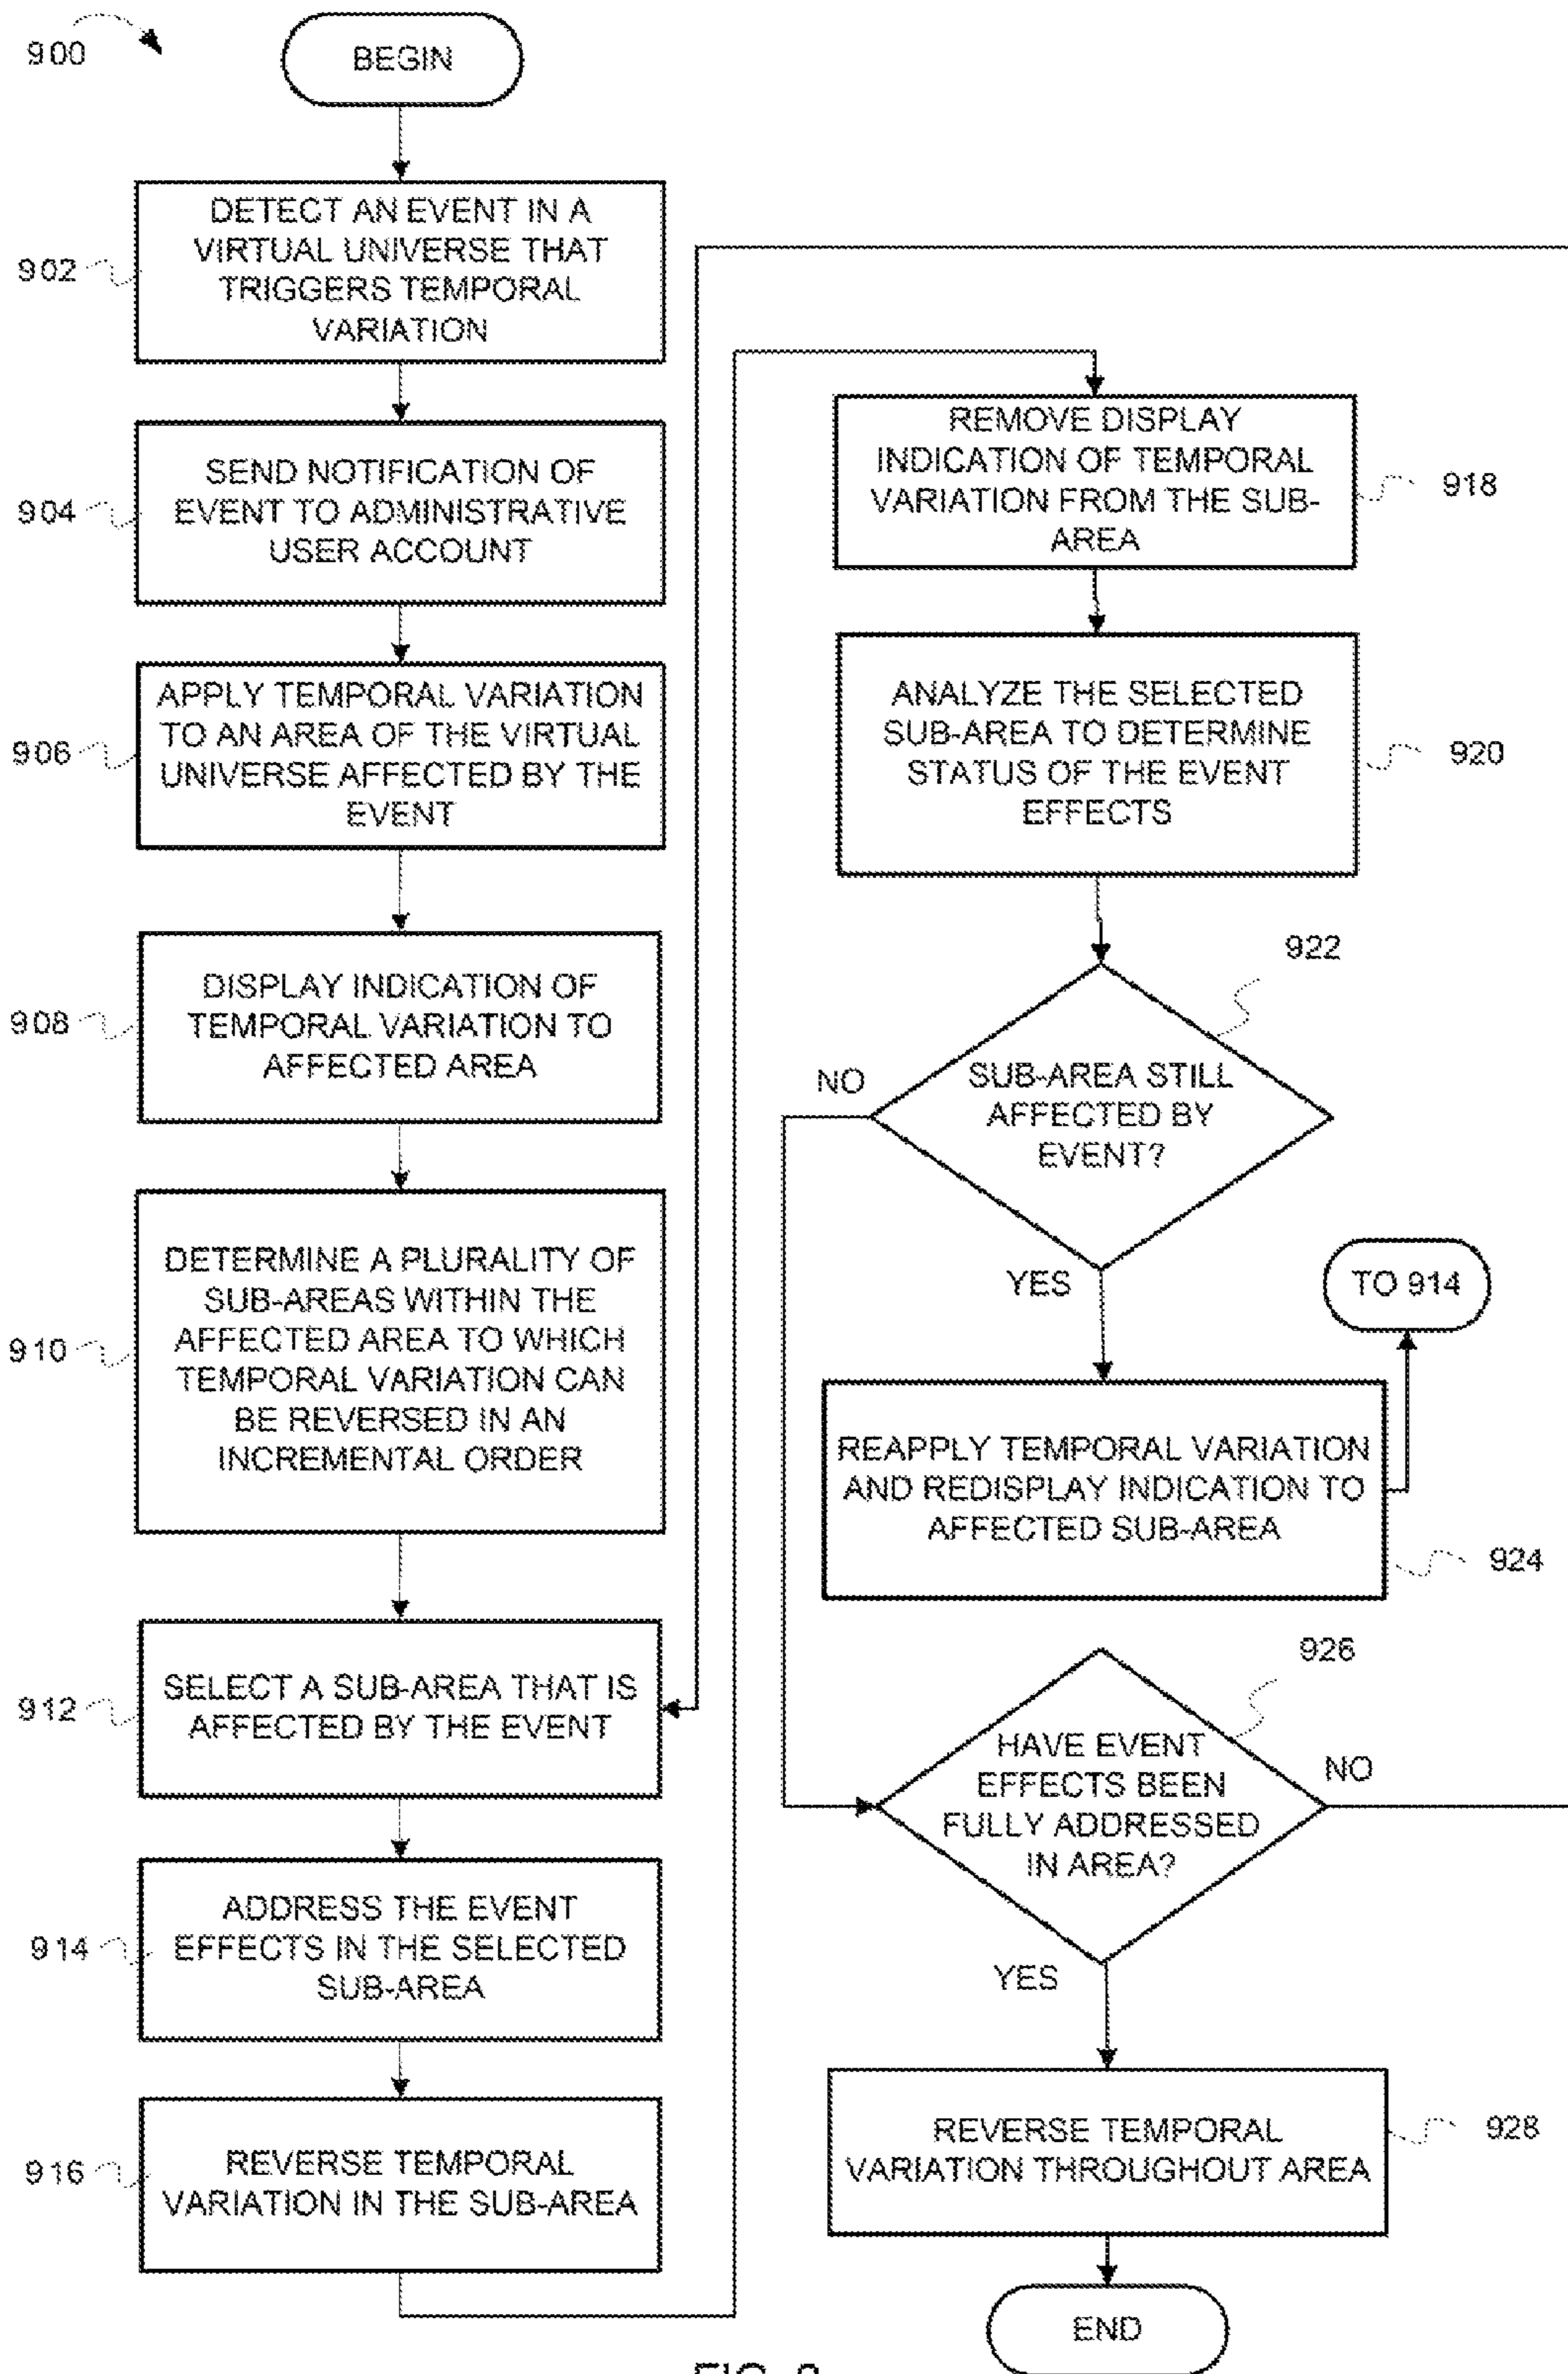 900
BEGIN
902
DETECT AN EVENT IN A
VIRTUAL UNIVERSE THAT
TRIGGERS TEMPORAL
VARIATION
904
SEND NOTIFICATION OF
EVENT TO ADMINISTRATIVE
USER ACCOUNT
906
APPLY TEMPORAL VARIATION
TO AN AREA OF THE VIRTUAL
UNIVERSE AFFECTED BY THE
EVENT
908
DISPLAY INDICATION OF
TEMPORAL VARIATION TO
AFFECTED AREA
910
DETERMINE A PLURALITY OF
SUB-AREAS WITHIN THE
AFFECTED AREA TO WHICH
TEMPORAL VARIATION CAN
BE REVERSED IN AN
INCREMENTAL ORDER
912
SELECT A SUB-AREA THAT IS
AFFECTED BY THE EVENT
914
ADDRESS THE EVENT
EFFECTS IN THE SELECTED
SUB-AREA
916
REVERSE TEMPORAL
VARIATION IN THE SUB-AREA
REMOVE DISPLAY
INDICATION OF TEMPORAL
VARIATION FROM THE SUB-
AREA
918
ANALYZE THE SELECTED
SUB-AREA TO DETERMINE
STATUS OF THE EVENT
EFFECTS
920
922
NO
SUB-AREA STILL
AFFECTED BY
EVENT?
YES
TO 914
REAPPLY TEMPORAL VARIATION
AND REDISPLAY INDICATION TO
AFFECTED SUB-AREA
924
926
HAVE EVENT
EFFECTS BEEN
FULLY ADDRESSED
IN AREA?
NO
YES
REVERSE TEMPORAL
VARIATION THROUGHOUT AREA
928
END
FIG. 9